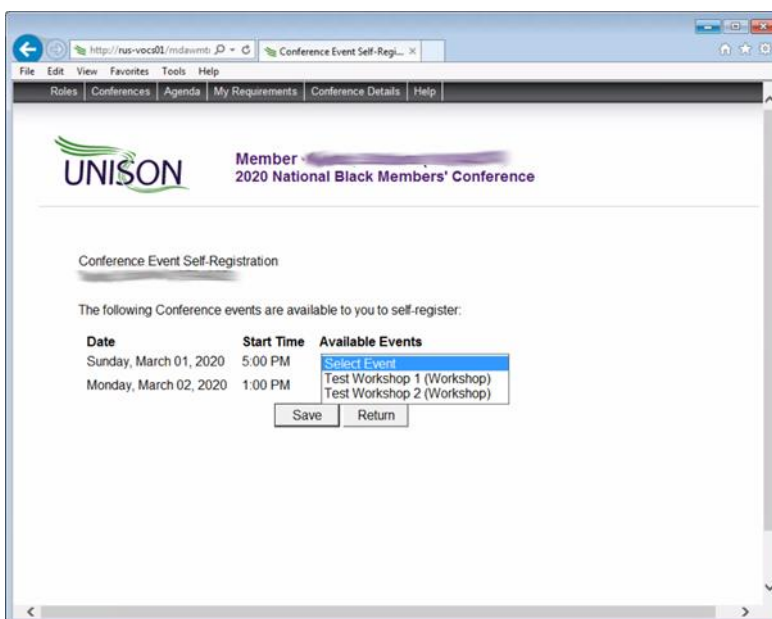 http://rus-vocs01/mdawmb
Conference Event Self-Regi...
File Edit View Favorites Tools Help
Roles Conferences Agenda My Requirements Conference Details Help
UNISON
Member -
2020 National Black Members' Conference
Conference Event Self-Registration
The following Conference events are available to you to self-register:
Date Start Time Available Events
Sunday, March 01, 2020 5:00 PM Select Event
Test Workshop 1 (Workshop)
Monday, March 02, 2020 1:00 PM Test Workshop 2 (Workshop)
Save Return